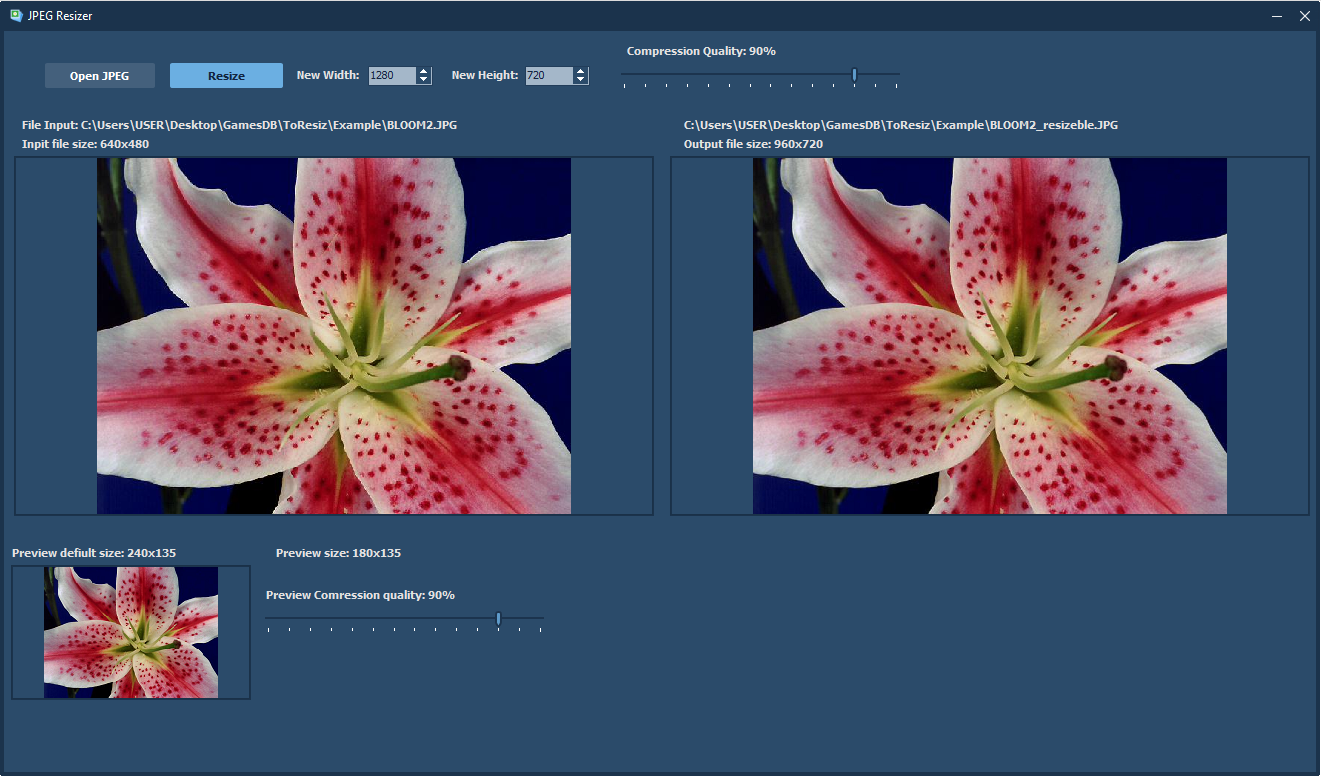 JPEG Resizer
Compression Quality: 90%
Open JPEG
Resize
New Width:
1280
New Height:
720
File Input: C:\Users\USER\Desktop\GamesDB\ToResiz\Example\BLOOM2.JPG
Inpit file size: 640x480
C:\Users\USER\Desktop\GamesDB\ToResiz\Example\BLOOM2_resizeble.JPG
Output file size: 960x720
Preview defiult size: 240x135
Preview size: 180x135
Preview Comression quality: 90%